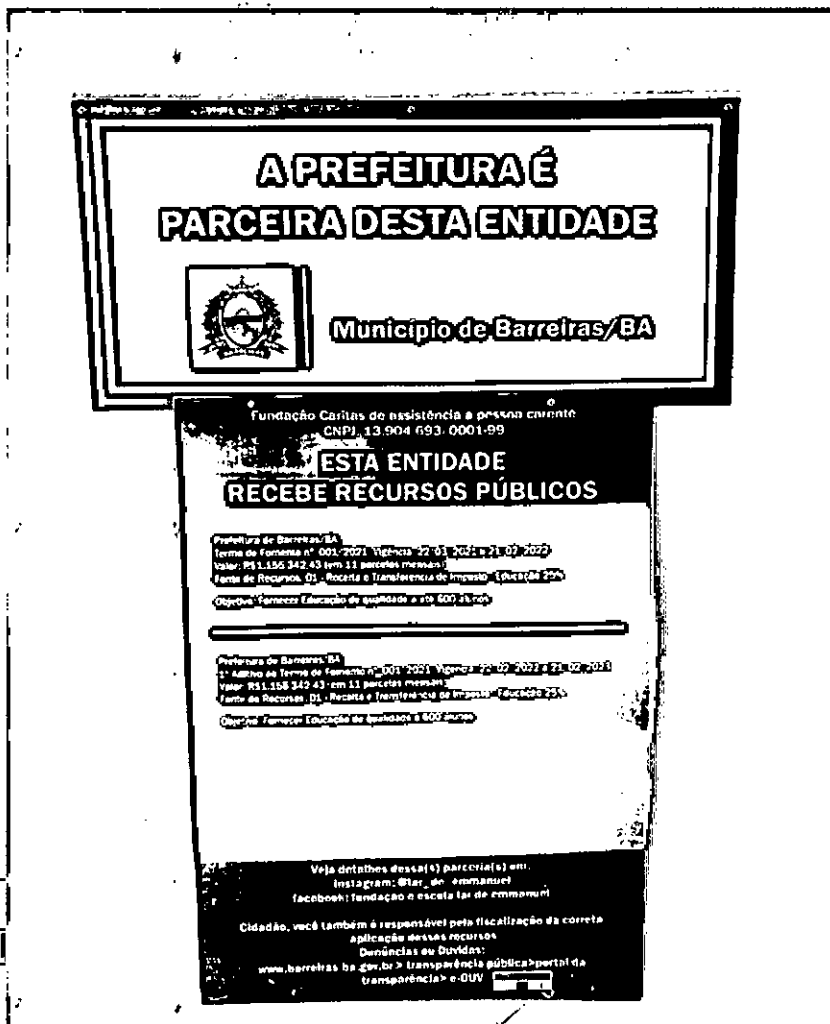 A PREFEITURA É
PARCEIRA DESTA ENTIDADE
Município de Barreiras/BA
Fundação Caritas de assistência a pessoa carente
CNPJ. 13.904.693. 0001-99
ESTA ENTIDADE
RECEBE RECURSOS PÚBLICOS
Prefeitura de Barreiras/BA
Termo de Fomento nº 001/2021 Vigência 22 03 2021 a 21 02 2022
Valor: R$1.156.342,43 (em 11 parcelas mensais)
Fonte de Recursos. 01 - Receita e Transferência de Imposto - Educação 25%
Objetivo: Fornecer Educação de qualidade a até 600 alunos
Prefeitura de Barreiras/BA
1º Aditivo ao Termo de Fomento nº 001/2021 Vigência 22 02 2022 a 21 02 2023
Valor R$1.156.342,43 (em 11 parcelas mensais)
Fonte de Recursos. 01 - Receita e Transferência de Imposto - Educação 25%
Objetivo: Fornecer Educação de qualidade a 600 alunos
Veja detalhes dessa(s) parceria(s) em:
Instagram: @lar_de_emmanuel
facebook: fundação e escola lar de emmanuel
Cidadão, você também é responsável pela fiscalização da correta
aplicação desses recursos
Denúncias ou Duvidas:
www.barreiras.ba.gov.br > transparência pública>portal da
transparência> e-OUV